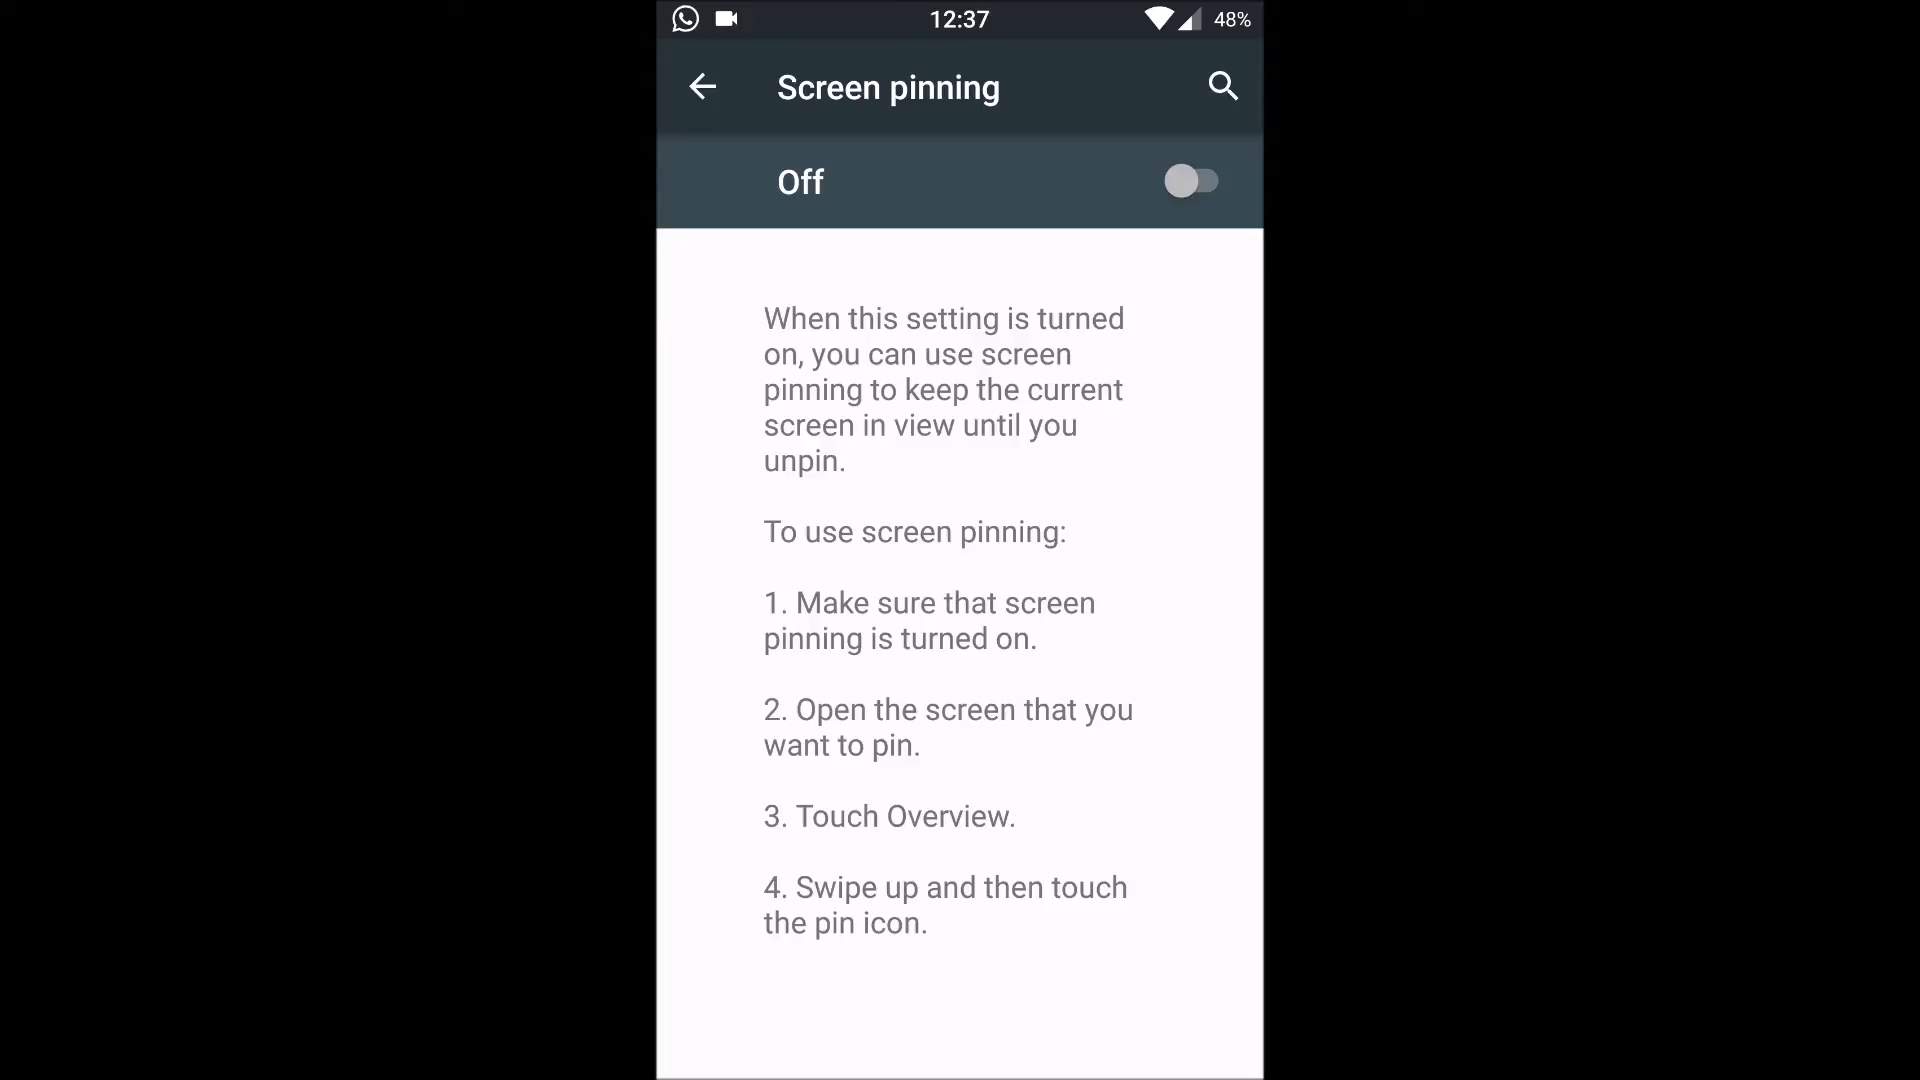 12:37
48%
Screen pinning
Off
When this setting is turned
on, you can use screen
pinning to keep the current
screen in view until you
unpin.
To use screen pinning:
1. Make sure that screen
pinning is turned on.
2. Open the screen that you
want to pin.
3. Touch Overview.
4. Swipe up and then touch
the pin icon.